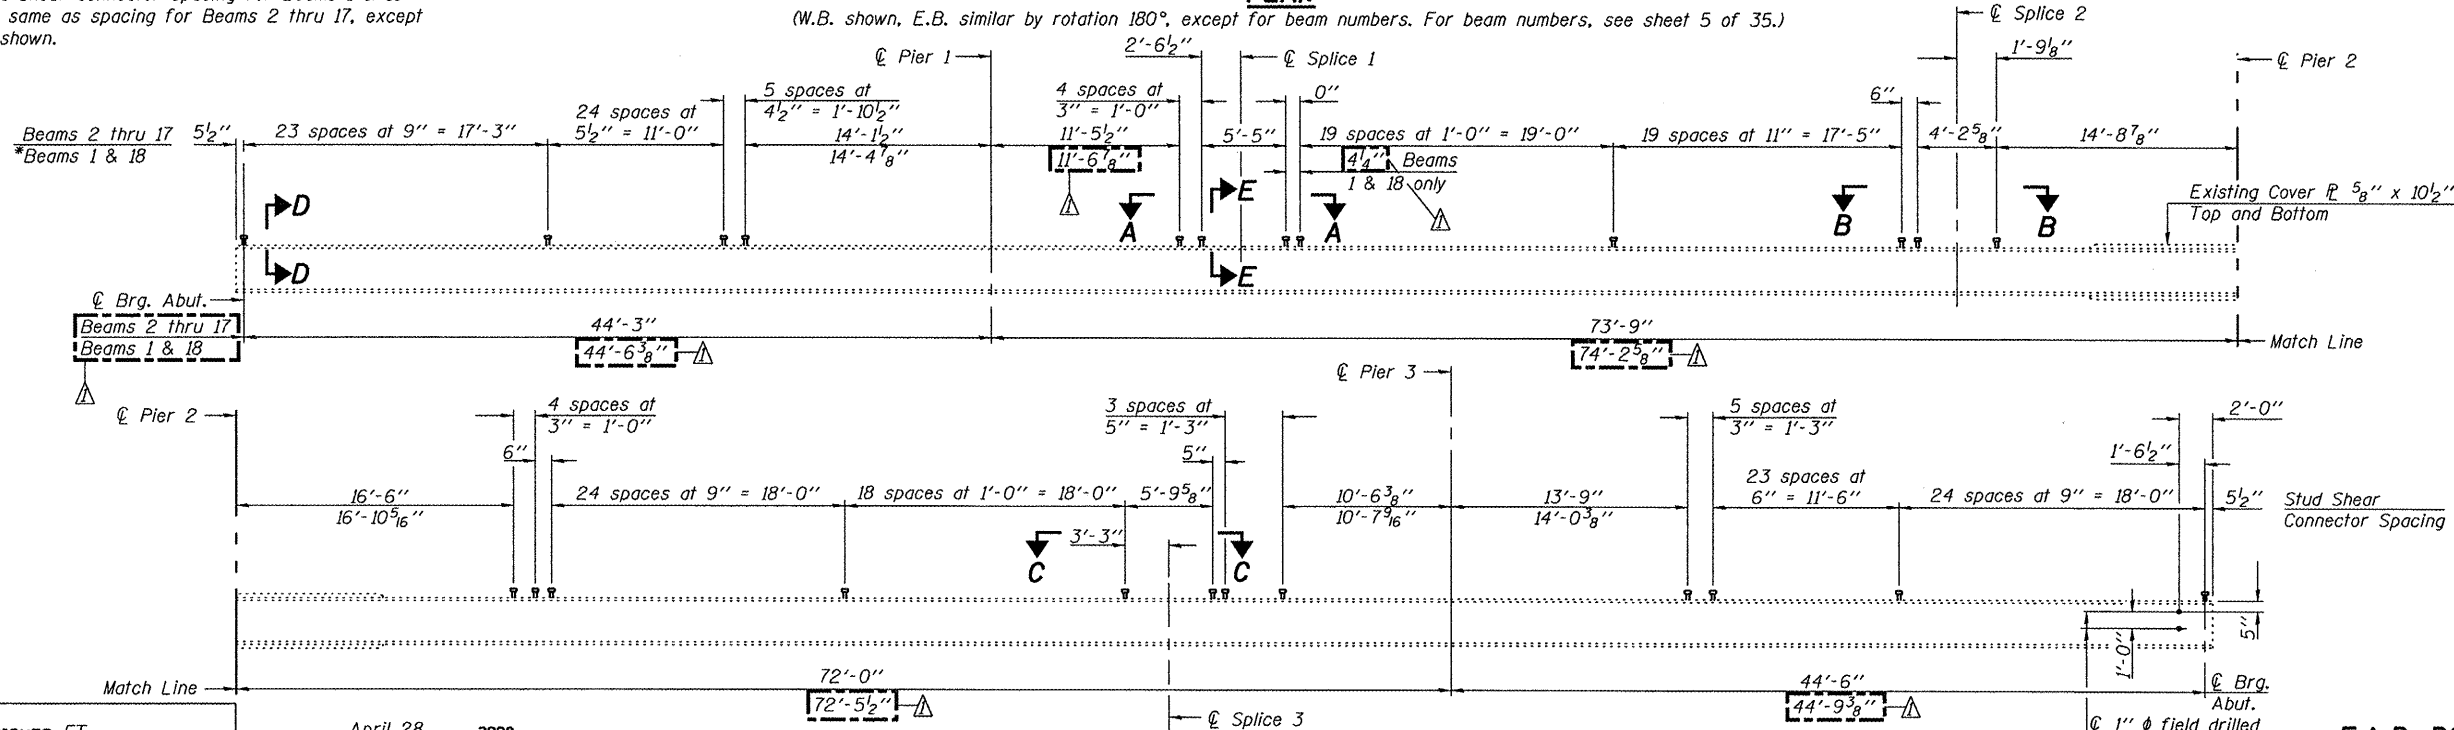 same as spacing for Beams 2 thru 17, except
shown.
(W.B. shown, E.B. similar by rotation 180°, except for beam numbers. For beam numbers, see sheet 5 of 35.)
℄ Splice 2
2'-6½"
1'-9⅛"
℄ Pier 1
℄ Splice 1
℄ Pier 2
5 spaces at
4½" = 1'-10½"
4 spaces at
3" = 1'-0"
0"
6"
24 spaces at
5½" = 11'-0"
Beams 2 thru 17
*Beams 1 & 18
5½"
23 spaces at 9" = 17'-3"
14'-1½"
14'-4⅞"
11'-5½"
11'-6⅞"
5'-5"
19 spaces at 1'-0" = 19'-0"
4¼" Beams
1 & 18 only
19 spaces at 11" = 17'-5"
4'-2⅝"
14'-8⅞"
1
1
Existing Cover ℄ ⅝" x 10½"
Top and Bottom
D
A
E
A
B
B
D
E
℄ Brg. Abut.
Beams 2 thru 17
Beams 1 & 18
44'-3"
44'-6⅜"
1
73'-9"
74'-2⅝"
1
Match Line
1
℄ Pier 3
℄ Pier 2
4 spaces at
3" = 1'-0"
3 spaces at
5" = 1'-3"
5 spaces at
3" = 1'-3"
2'-0"
6"
5"
1'-6½"
16'-6"
16'-10 5/16"
24 spaces at 9" = 18'-0"
18 spaces at 1'-0" = 18'-0"
5'-9⅝"
10'-6⅜"
10'-7 9/16"
13'-9"
14'-0⅜"
23 spaces at
6" = 11'-6"
24 spaces at 9" = 18'-0"
5½"
Stud Shear
Connector Spacing
3'-3"
C
C
5"
1'-0"
Match Line
72'-0"
72'-5½"
1
44'-6"
44'-9⅜"
1
℄ Brg.
Abut.
℄ Splice 3
℄ 1" ϕ field drilled
April 28